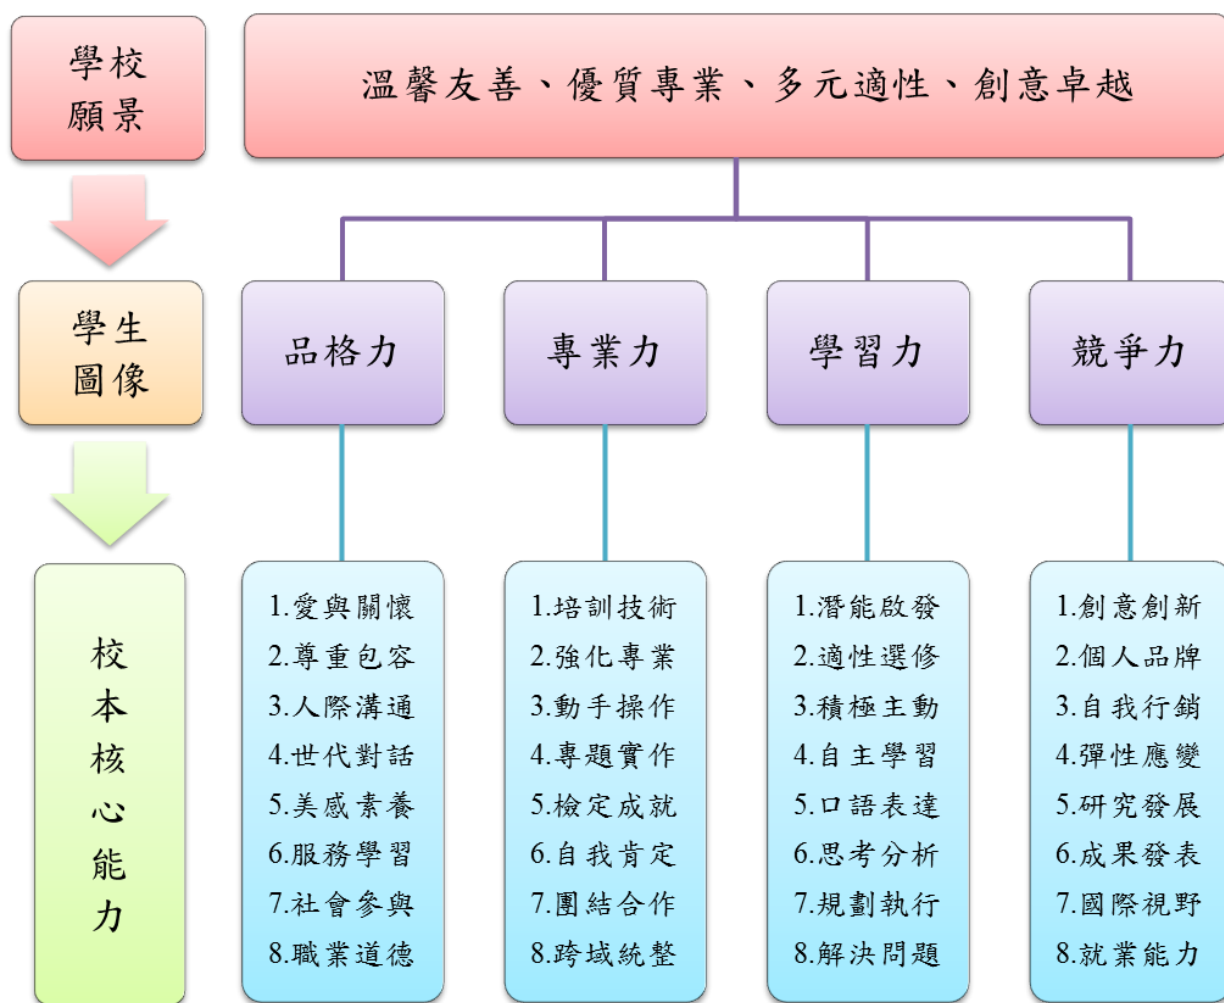 學校
願景
溫馨友善、優質專業、多元適性、創意卓越
學生
圖像
品格力
專業力
學習力
競爭力
校
本
核
心
能
力
1.愛與關懷
2.尊重包容
3.人際溝通
4.世代對話
5.美感素養
6.服務學習
7.社會參與
8.職業道德
1.培訓技術
2.強化專業
3.動手操作
4.專題實作
5.檢定成就
6.自我肯定
7.團結合作
8.跨域統整
1.潛能啟發
2.適性選修
3.積極主動
4.自主學習
5.口語表達
6.思考分析
7.規劃執行
8.解決問題
1.創意創新
2.個人品牌
3.自我行銷
4.彈性應變
5.研究發展
6.成果發表
7.國際視野
8.就業能力